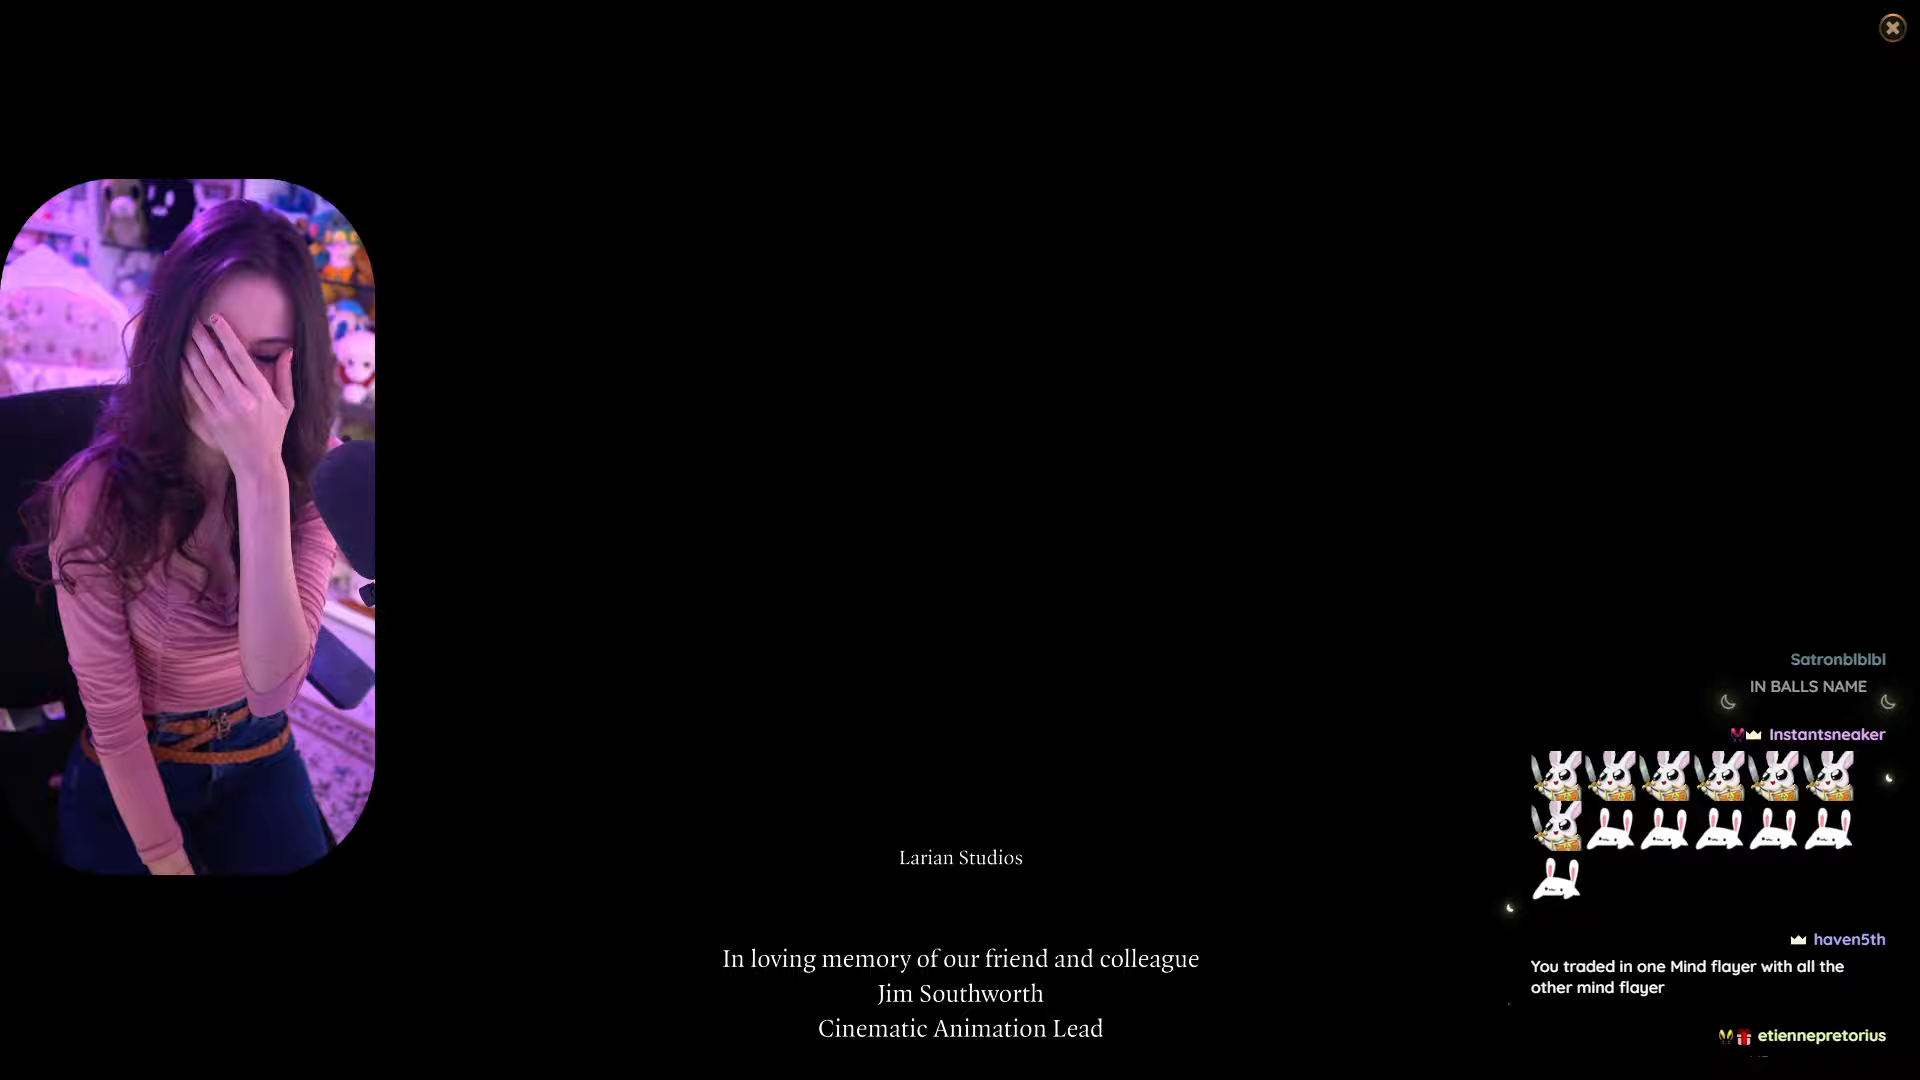 Larian Studios
In loving memory of our friend and colleague
Jim Southworth
Cinematic Animation Lead
Satronblblbl
IN BALLS NAME
Instantsneaker
haven5th
You traded in one Mind flayer with all the
other mind flayer
etiennepretorius